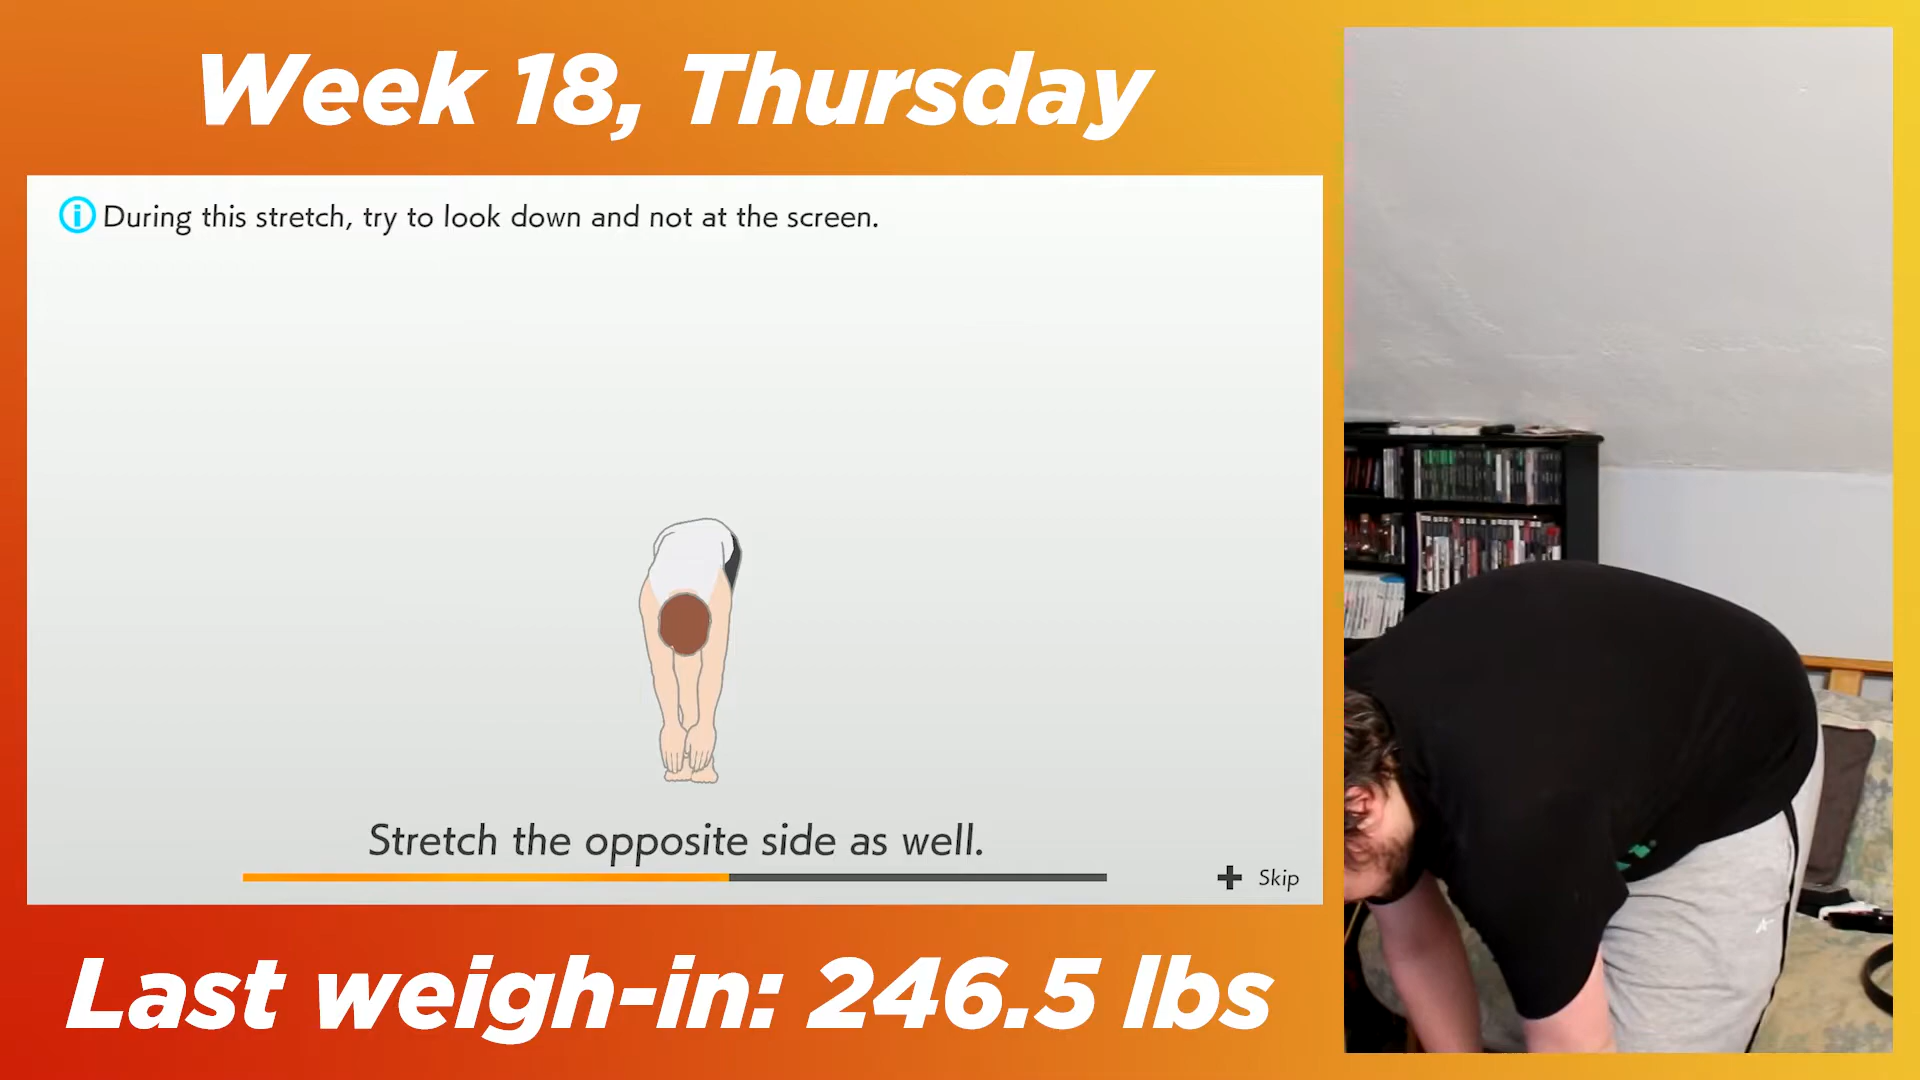 Week 18, Thursday
During this stretch, try to look down and not at the screen.
Stretch the opposite side as well.
Skip
Last weigh-in: 246.5 lbs